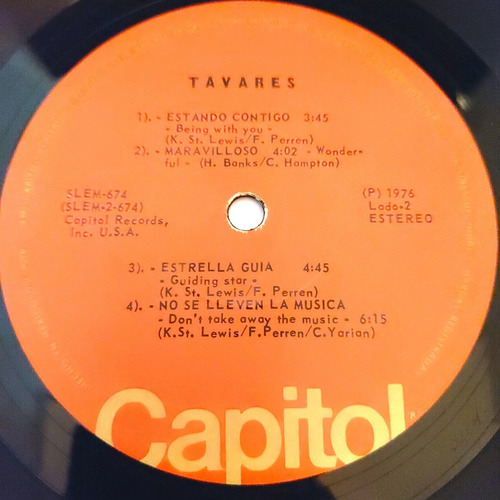 TAVARES
1). - ESTANDO CONTIGO 3:45
- Being with you -
(K. St. Lewis/F. Perren)
2). - MARAVILLOSO 4:02 - Wonder-
ful - (H. Banks/C. Hampton)
SLEM-674
(SLEM-2-674)
Capitol Records,
Inc. U.S.A.
(P) 1976
Lado-2
ESTEREO
3). - ESTRELLA GUIA 4:45
- Guiding star -
(K. St. Lewis/F. Perren)
4). - NO SE LLEVEN LA MUSICA
- Don't take away the music - 6:15
(K.St. Lewis/F.Perren/C.Yarian)
Capitol